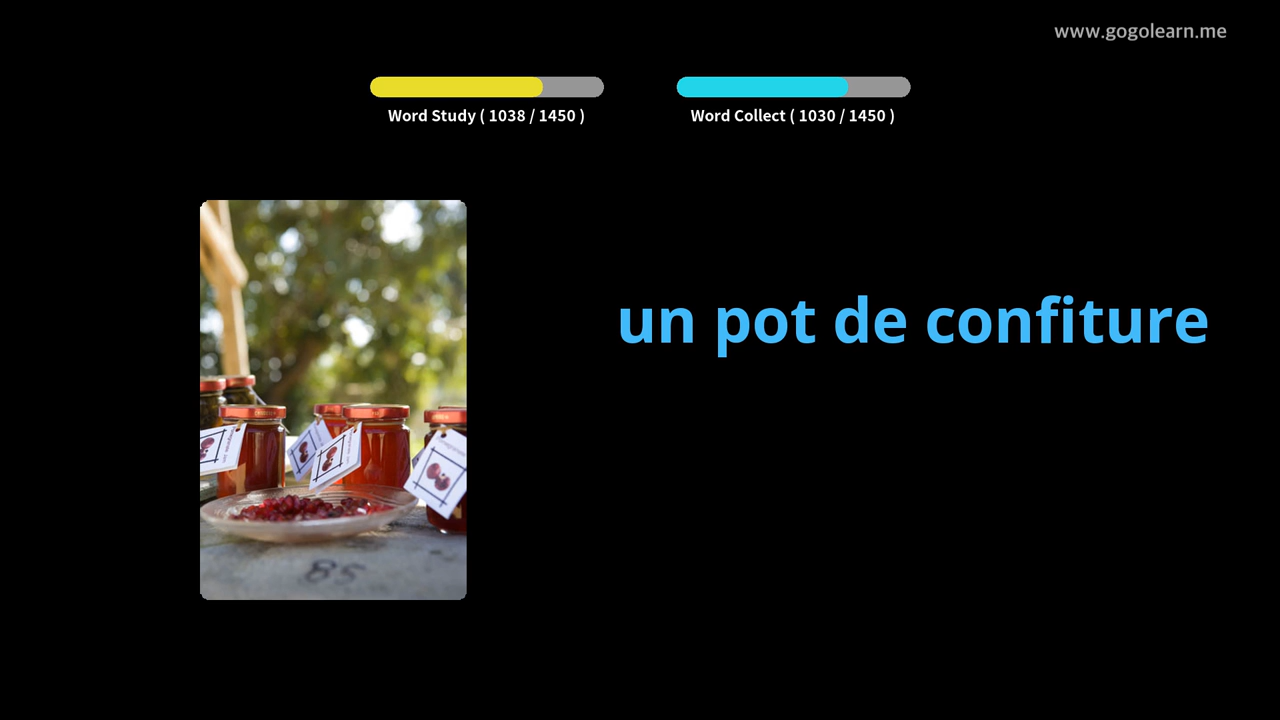 www.gogolearn.me
Word Study ( 1038 / 1450 )
Word Collect ( 1030 / 1450 )
un pot de confiture
85